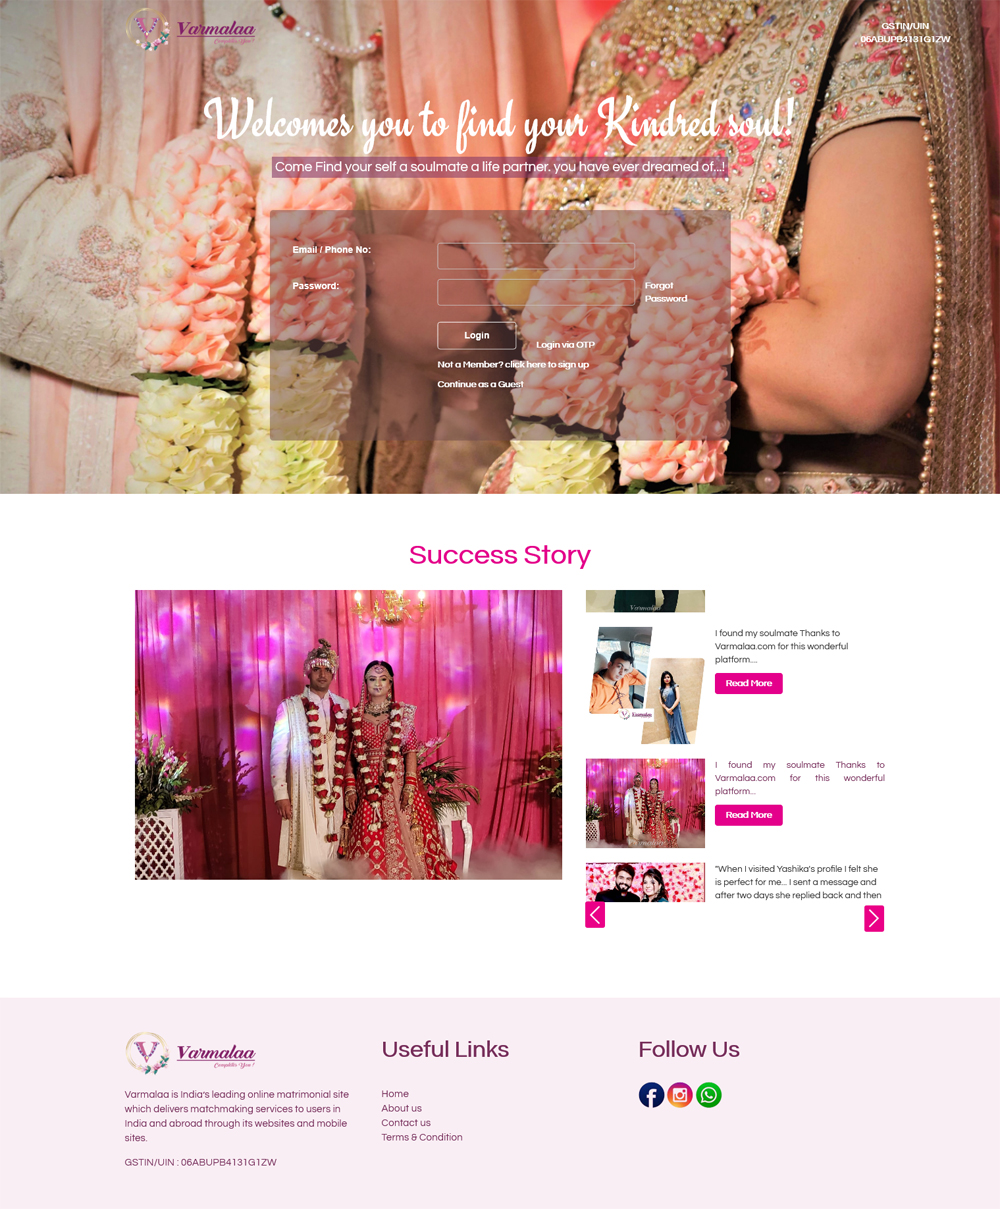 Varmalaa
GSTIN/UIN
06ABUPB4131G1ZW
Welcomes you to find your Kindred soul!
Come Find your self a soulmate a life partner. you have ever dreamed of...!
Email / Phone No:
Password:
Forgot
Password
Login
Login via OTP
Not a Member? click here to sign up
Continue as a Guest
Success Story
Varmalaa
I found my soulmate Thanks to
Varmalaa.com for this wonderful
platform....
Read More
Varmalaa
I found my soulmate Thanks to
Varmalaa.com for this wonderful
platform...
Read More
Varmalaa
"When I visited Yashika's profile I felt she
is perfect for me... I sent a message and
after two days she replied back and then
Varmalaa
Varmalaa is India's leading online matrimonial site
which delivers matchmaking services to users in
India and abroad through its websites and mobile
sites.
GSTIN/UIN : 06ABUPB4131G1ZW
Useful Links
Home
About us
Contact us
Terms & Condition
Follow Us